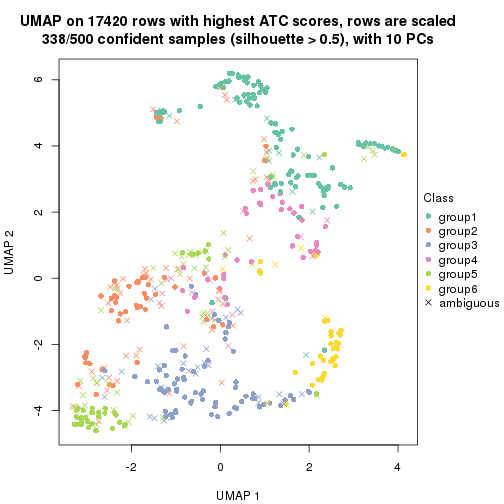 UMAP on 17420 rows with highest ATC scores, rows are scaled
338/500 confident samples (silhouette > 0.5), with 10 PCs
6
4
2
0
-2
-4
UMAP 2
-2
0
2
4
UMAP 1
Class
group1
group2
group3
group4
group5
group6
ambiguous